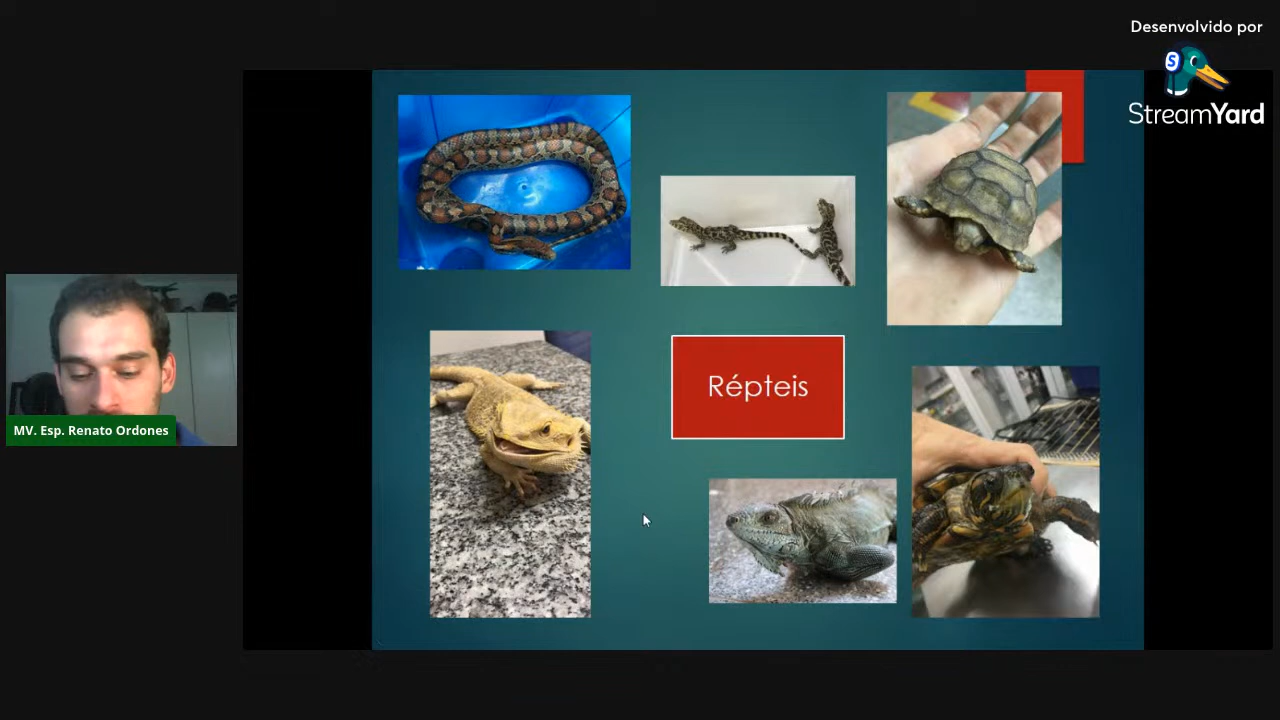 Desenvolvido por
S
StreamYard
Répteis
MV. Esp. Renato Ordones